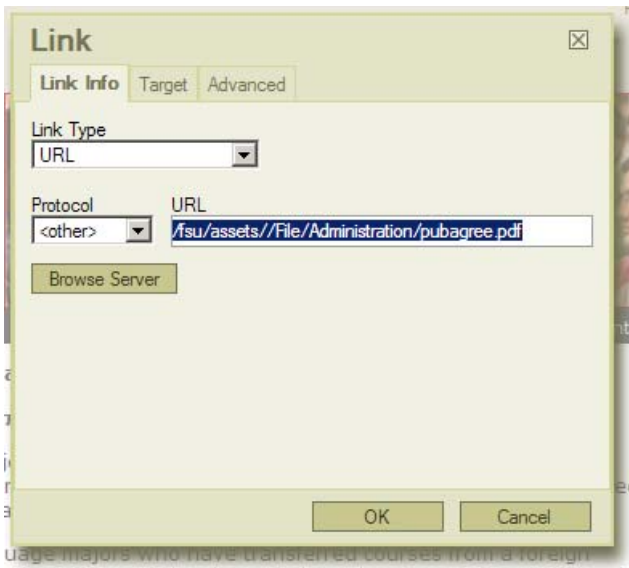 Link
Link Info Target Advanced
Link Type
URL
Protocol URL
<other> /fsu/assets//File/Administration/pubagree.pdf
Browse Server
OK Cancel
uage majors who have transferred courses from a foreign